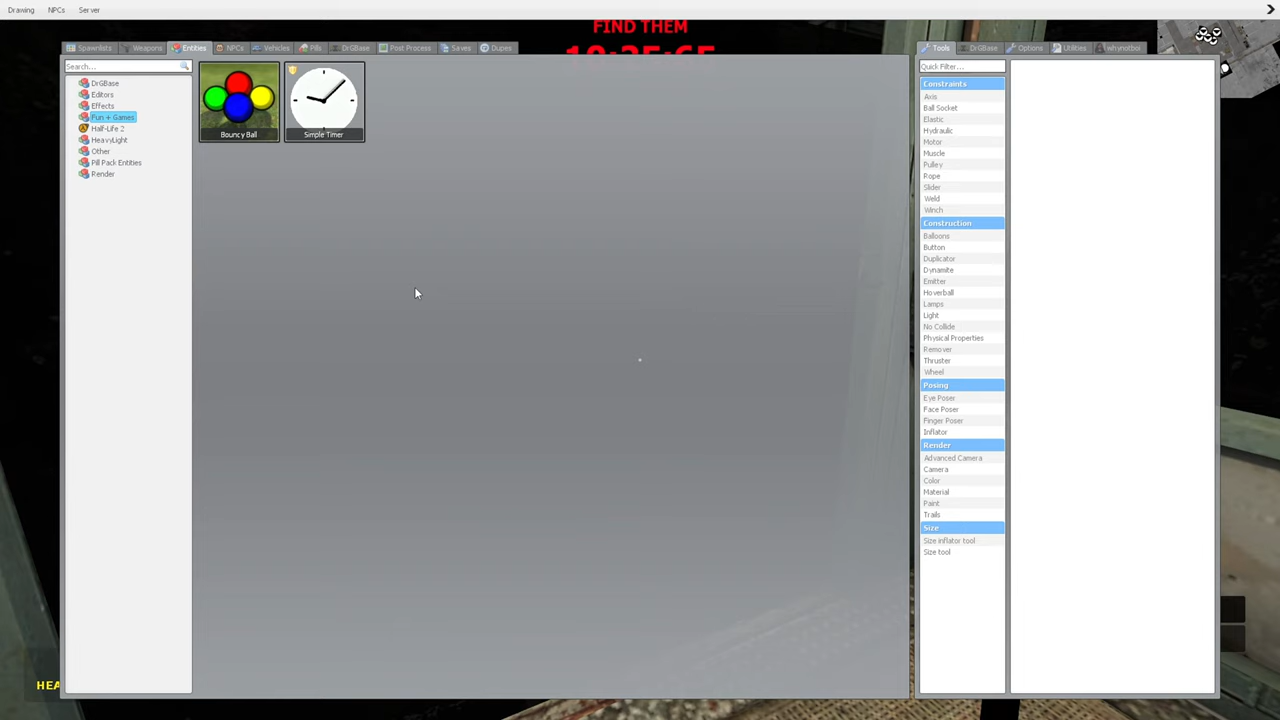 Drawing NPCs Server
FIND THEM
Spawnlists Weapons Entities NPCs Vehicles Pills DrGBase Post Process Saves Dupes
Tools DrGBase Options Utilities whynotboi
Search...
DrGBase
Editors
Effects
Fun + Games
Half-Life 2
HeavyLight
Other
Pill Pack Entities
Render
Bouncy Ball
Simple Timer
Quick Filter...
Constraints
Axis
Ball Socket
Elastic
Hydraulic
Motor
Muscle
Pulley
Rope
Slider
Weld
Winch
Construction
Balloons
Button
Duplicator
Dynamite
Emitter
Hoverball
Lamps
Light
No Collide
Physical Properties
Remover
Thruster
Wheel
Posing
Eye Poser
Face Poser
Finger Poser
Inflator
Render
Advanced Camera
Camera
Color
Material
Paint
Trails
Size
Size inflator tool
Size tool
HEA